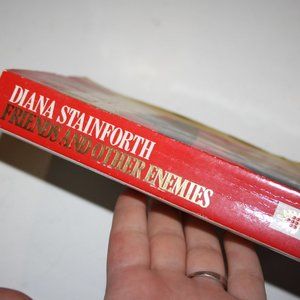 DIANA STAINFORTH
FRIENDS AND OTHER ENEMIES